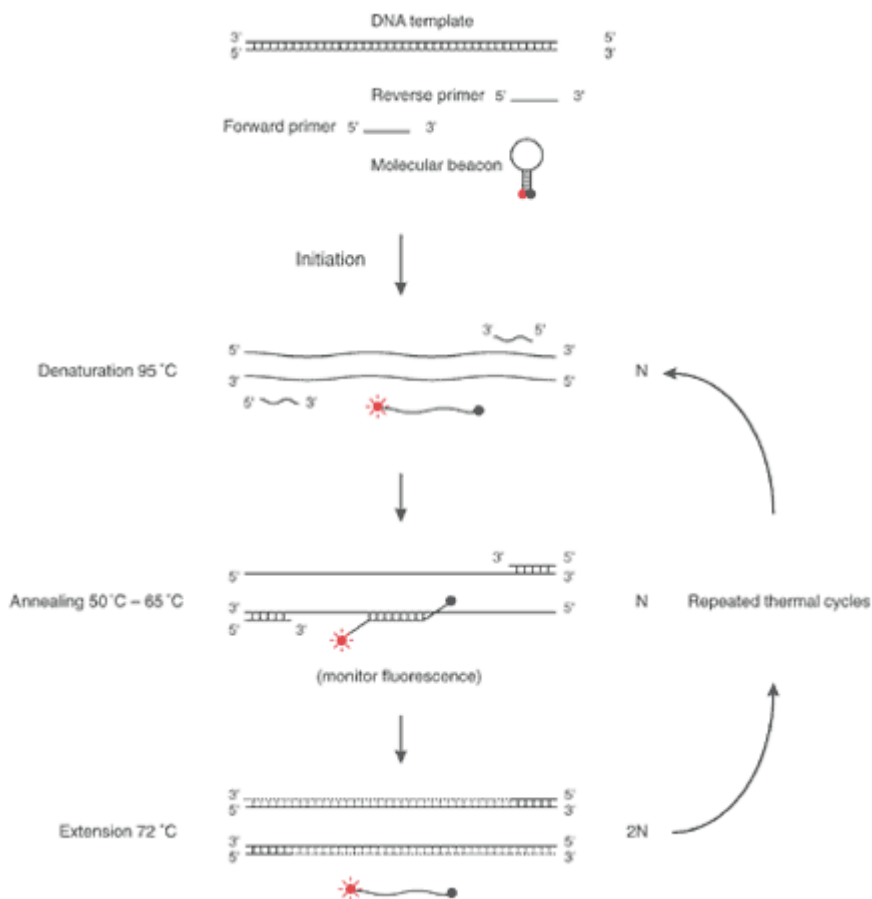 DNA template
3' 5'
5' 3'
Reverse primer 5' 3'
Forward primer 5' 3'
Molecular beacon
Initiation
3' 5'
5' 3'
Denaturation 95˚C N
3' 5'
5' 3'
3' 5'
5' 3'
Annealing 50˚C – 65˚C 3' 5' N Repeated thermal cycles
5' 3'
(monitor fluorescence)
3' 5'
5' 3'
Extension 72 ˚C 2N
3' 5'
5' 3'